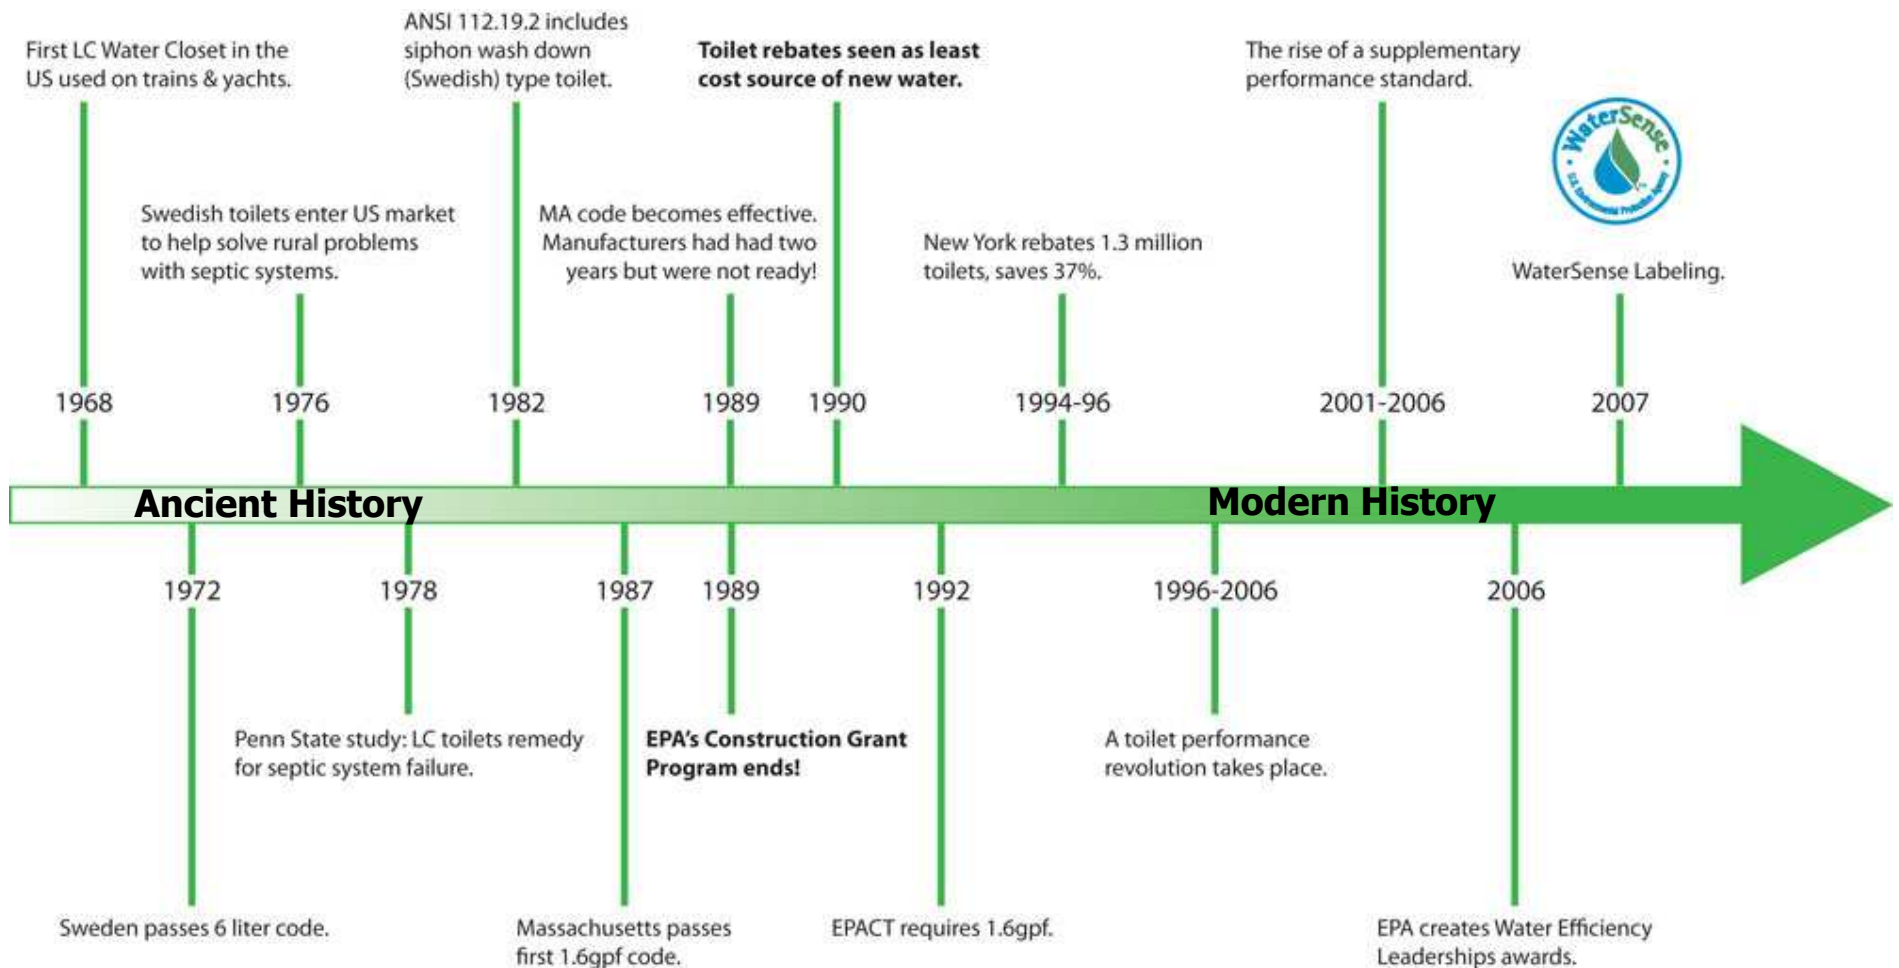 ANSI 112.19.2 includes
siphon wash down
(Swedish) type toilet.
First LC Water Closet in the
US used on trains & yachts.
Toilet rebates seen as least
cost source of new water.
The rise of a supplementary
performance standard.
WaterSense
U.S. Environmental Protection Agency
Swedish toilets enter US market
to help solve rural problems
with septic systems.
MA code becomes effective.
Manufacturers had had two
years but were not ready!
New York rebates 1.3 million
toilets, saves 37%.
WaterSense Labeling.
1968
1976
1982
1989
1990
1994-96
2001-2006
2007
Ancient History
Modern History
1972
1978
1987
1989
1992
1996-2006
2006
Penn State study: LC toilets remedy
for septic system failure.
EPA's Construction Grant
Program ends!
A toilet performance
revolution takes place.
Sweden passes 6 liter code.
Massachusetts passes
first 1.6gpf code.
EPACT requires 1.6gpf.
EPA creates Water Efficiency
Leaderships awards.